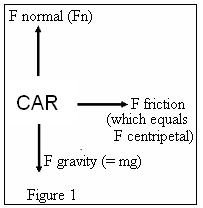 F normal (Fn)
CAR
F friction
(which equals
F centripetal)
F gravity (= mg)
Figure 1